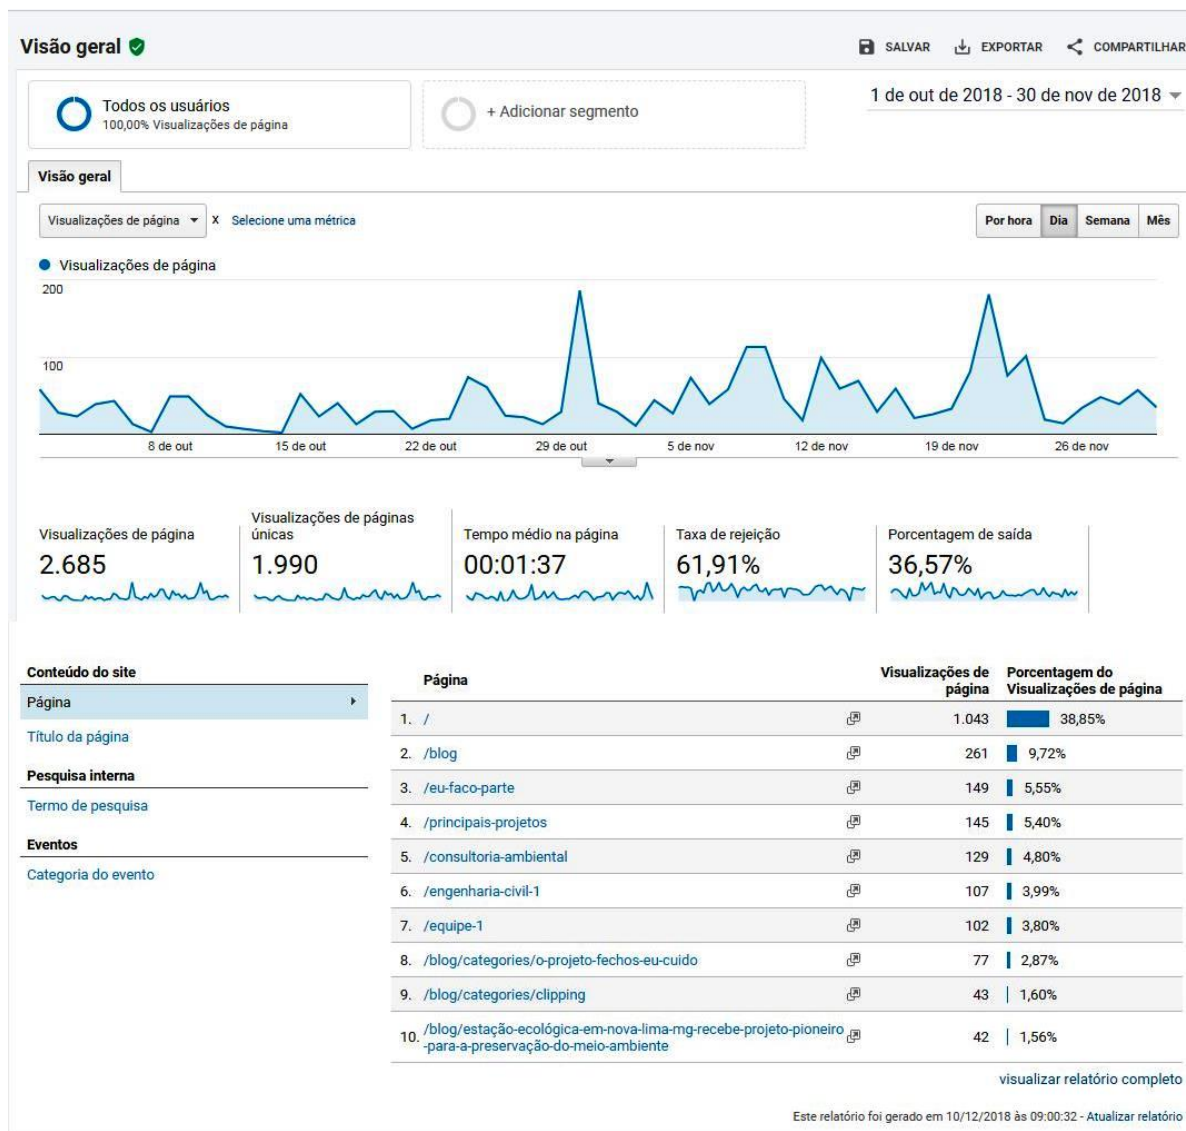 Visão geral
SALVAR EXPORTAR COMPARTILHAR
Todos os usuários
100,00% Visualizações de página
+ Adicionar segmento
1 de out de 2018 - 30 de nov de 2018
Visão geral
Visualizações de página X Selecione uma métrica
Por hora Dia Semana Mês
Visualizações de página
200
100
8 de out 15 de out 22 de out 29 de out 5 de nov 12 de nov 19 de nov 26 de nov
Visualizações de página
2.685
Visualizações de páginas
únicas
1.990
Tempo médio na página
00:01:37
Taxa de rejeição
61,91%
Porcentagem de saída
36,57%
Conteúdo do site
Página
Título da página
Pesquisa interna
Termo de pesquisa
Eventos
Categoria do evento
Página
Visualizações de
página
Porcentagem do
Visualizações de página
1. / 1.043 38,85%
2. /blog 261 9,72%
3. /eu-faco-parte 149 5,55%
4. /principais-projetos 145 5,40%
5. /consultoria-ambiental 129 4,80%
6. /engenharia-civil-1 107 3,99%
7. /equipe-1 102 3,80%
8. /blog/categories/o-projeto-fechos-eu-cuido 77 2,87%
9. /blog/categories/clipping 43 1,60%
10. /blog/estação-ecológica-em-nova-lima-mg-recebe-projeto-pioneiro
-para-a-preservação-do-meio-ambiente 42 1,56%
visualizar relatório completo
Este relatório foi gerado em 10/12/2018 às 09:00:32 - Atualizar relatório